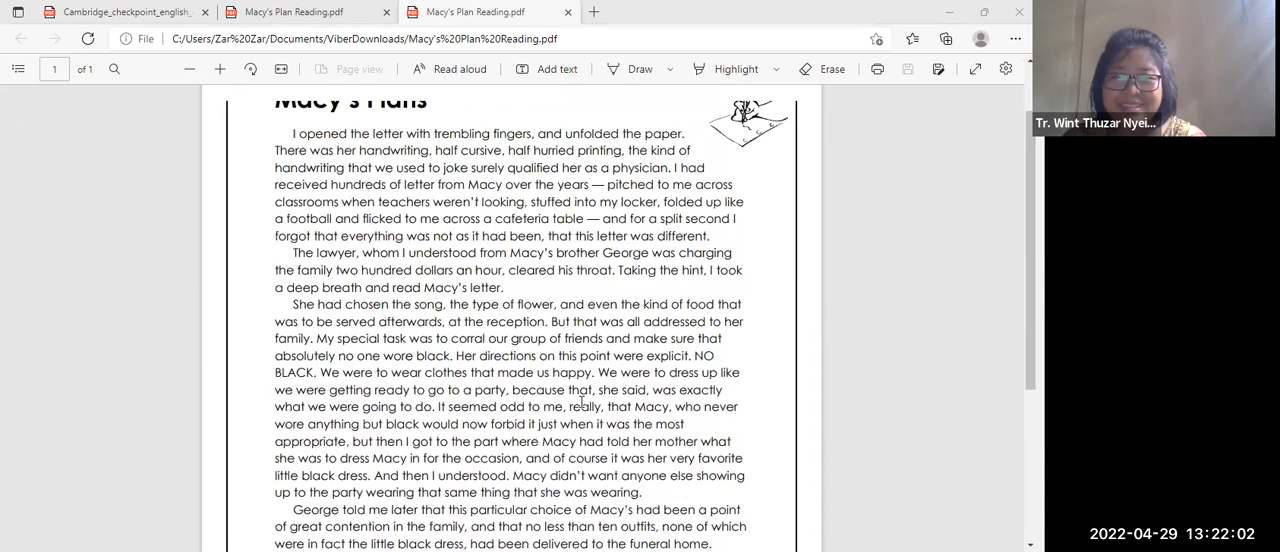 Cambridge_checkpoint_english_
Macy's Plan Reading.pdf
Macy's Plan Reading.pdf
File
C:/Users/Zar%20Zar/Documents/ViberDownloads/Macy's%20Plan%20Reading.pdf
1 of 1
Page view
Read aloud
Add text
Draw
Highlight
Erase
Macy's Plans
I opened the letter with trembling fingers, and unfolded the paper.
There was her handwriting, half cursive, half hurried printing, the kind of
handwriting that we used to joke surely qualified her as a physician. I had
received hundreds of letter from Macy over the years — pitched to me across
classrooms when teachers weren't looking, stuffed into my locker, folded up like
a football and flicked to me across a cafeteria table — and for a split second I
forgot that everything was not as it had been, that this letter was different.
The lawyer, whom I understood from Macy's brother George was charging
the family two hundred dollars an hour, cleared his throat. Taking the hint, I took
a deep breath and read Macy's letter.
She had chosen the song, the type of flower, and even the kind of food that
was to be served afterwards, at the reception. But that was all addressed to her
family. My special task was to corral our group of friends and make sure that
absolutely no one wore black. Her directions on this point were explicit. NO
BLACK. We were to wear clothes that made us happy. We were to dress up like
we were getting ready to go to a party, because that, she said, was exactly
what we were going to do. It seemed odd to me, really, that Macy, who never
wore anything but black would now forbid it just when it was the most
appropriate, but then I got to the part where Macy had told her mother what
she was to dress Macy in for the occasion, and of course it was her very favorite
little black dress. And then I understood. Macy didn't want anyone else showing
up to the party wearing that same thing that she was wearing.
George told me later that this particular choice of Macy's had been a point
of great contention in the family, and that no less than ten outfits, none of which
were in fact the little black dress, had been delivered to the funeral home.
Tr. Wint Thuzar Nyei...
2022-04-29 13:22:02